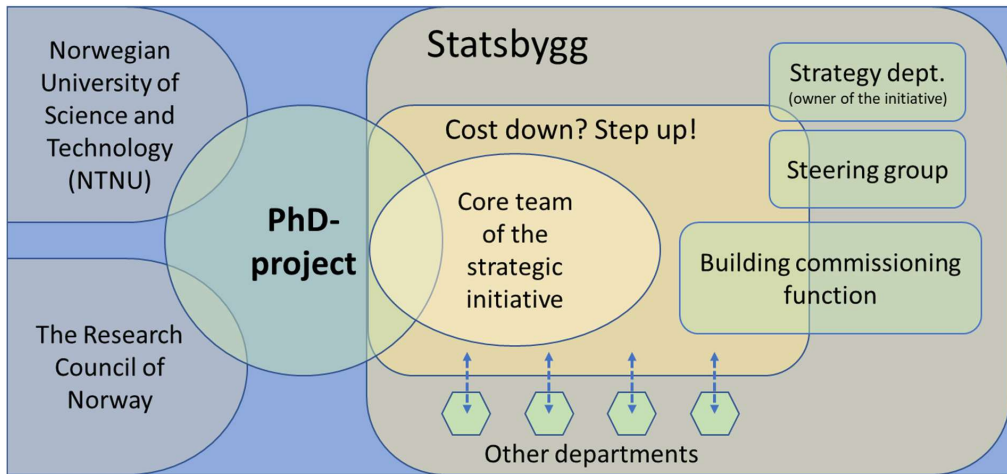 Norwegian
University of
Science and
Technology
(NTNU)
The Research
Council of
Norway
PhD-
project
Statsbygg
Cost down? Step up!
Core team
of the
strategic
initiative
Strategy dept.
(owner of the initiative)
Steering group
Building commissioning
function
Other departments